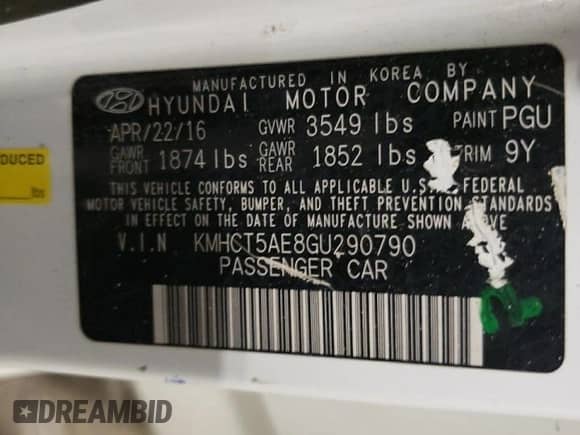 MANUFACTURED IN KOREA BY
HYUNDAI MOTOR COMPANY
APR/22/16 GVWR 3549 lbs PAINT PGU
GAWR FRONT 1874 lbs GAWR REAR 1852 lbs TRIM 9Y
THIS VEHICLE CONFORMS TO ALL APPLICABLE U.S. FEDERAL
MOTOR VEHICLE SAFETY, BUMPER, AND THEFT PREVENTION STANDARDS
IN EFFECT ON THE DATE OF MANUFACTURE SHOWN ABOVE
V.I.N KMHCT5AE8GU290790
PASSENGER CAR
DUCED
lbs
DREAMBID